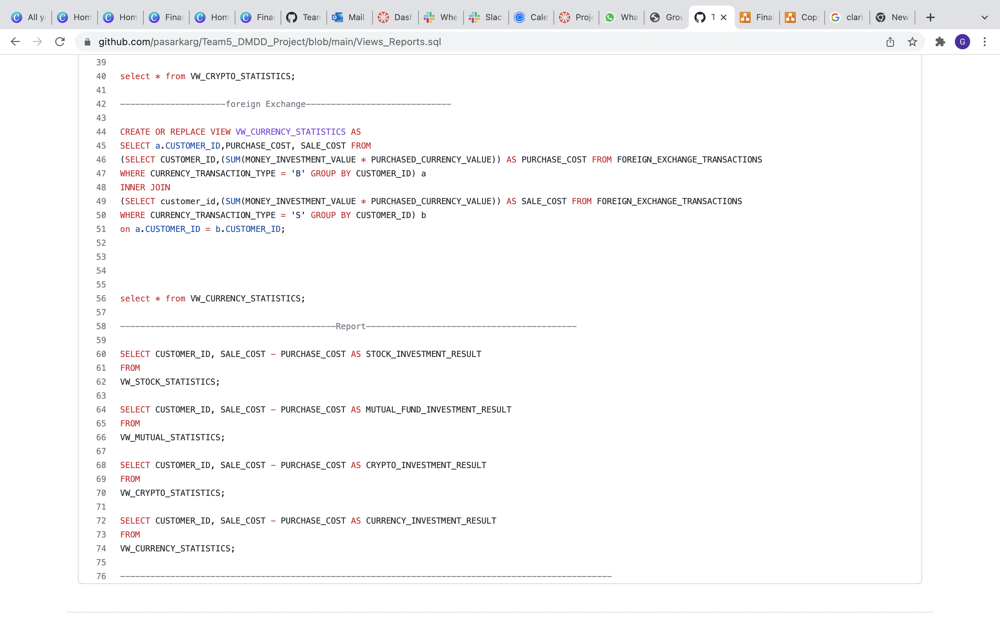 All y
Hom
Hom
Finan
Hom
Finan
Team
Mail
Dash
Whe
Slac
Cale
Proj
Wha
Grou
T
Final
Copy
clari
New
github.com/pasarkarg/Team5_DMDD_Project/blob/main/Views_Reports.sql
G
39
40 select * from VW_CRYPTO_STATISTICS;
41
42 ---------------------foreign Exchange-----------------------------
43
44 CREATE OR REPLACE VIEW VW_CURRENCY_STATISTICS AS
45 SELECT a.CUSTOMER_ID,PURCHASE_COST, SALE_COST FROM
46 (SELECT CUSTOMER_ID,(SUM(MONEY_INVESTMENT_VALUE * PURCHASED_CURRENCY_VALUE)) AS PURCHASE_COST FROM FOREIGN_EXCHANGE_TRANSACTIONS
47 WHERE CURRENCY_TRANSACTION_TYPE = 'B' GROUP BY CUSTOMER_ID) a
48 INNER JOIN
49 (SELECT customer_id,(SUM(MONEY_INVESTMENT_VALUE * PURCHASED_CURRENCY_VALUE)) AS SALE_COST FROM FOREIGN_EXCHANGE_TRANSACTIONS
50 WHERE CURRENCY_TRANSACTION_TYPE = 'S' GROUP BY CUSTOMER_ID) b
51 on a.CUSTOMER_ID = b.CUSTOMER_ID;
52
53
54
55
56 select * from VW_CURRENCY_STATISTICS;
57
58 -------------------------------------------Report------------------------------------------
59
60 SELECT CUSTOMER_ID, SALE_COST - PURCHASE_COST AS STOCK_INVESTMENT_RESULT
61 FROM
62 VW_STOCK_STATISTICS;
63
64 SELECT CUSTOMER_ID, SALE_COST - PURCHASE_COST AS MUTUAL_FUND_INVESTMENT_RESULT
65 FROM
66 VW_MUTUAL_STATISTICS;
67
68 SELECT CUSTOMER_ID, SALE_COST - PURCHASE_COST AS CRYPTO_INVESTMENT_RESULT
69 FROM
70 VW_CRYPTO_STATISTICS;
71
72 SELECT CUSTOMER_ID, SALE_COST - PURCHASE_COST AS CURRENCY_INVESTMENT_RESULT
73 FROM
74 VW_CURRENCY_STATISTICS;
75
76 --------------------------------------------------------------------------------------------------